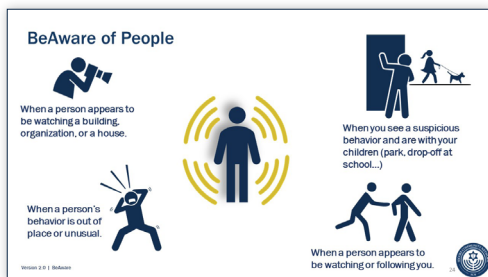 BeAware of People
When a person appears to
be watching a building,
organization, or a house.
When a person's
behavior is out of
place or unusual.
When you see a suspicious
behavior and are with your
children (park, drop-off at
school...)
When a person appears to
be watching or following you.
Version 2.0 | BeAware
24